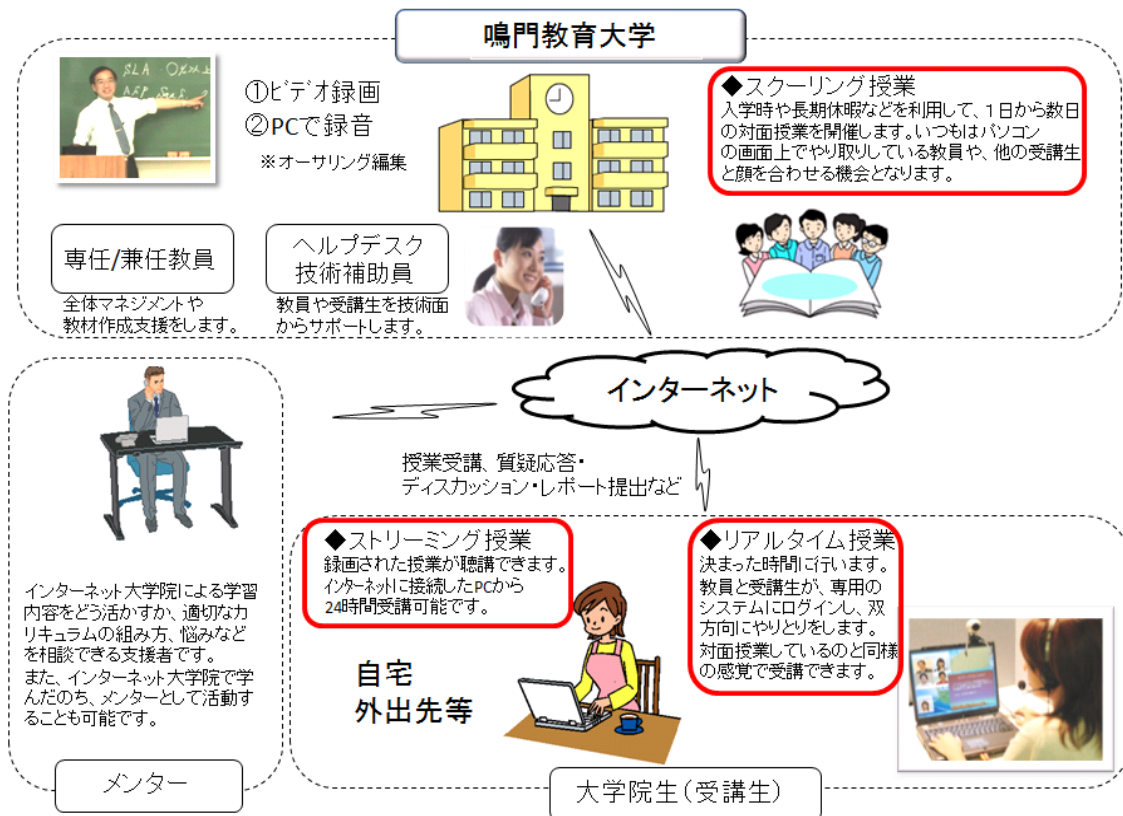 鳴門教育大学
SLA
①ビデオ録画
②PCで録音
※オーサリング編集
◆スクーリング授業
入学時や長期休暇などを利用して、1日から数日
の対面授業を開催します。いつもはパソコン
の画面上でやり取りしている教員や、他の受講生
と顔を合わせる機会となります。
専任/兼任教員
全体マネジメントや
教材作成支援をします。
ヘルプデスク
技術補助員
教員や受講生を技術面
からサポートします。
インターネット
授業受講、質疑応答・
ディスカッション・レポート提出など
インターネット大学院による学習
内容をどう活かすか、適切なカ
リキュラムの組み方、悩みなど
を相談できる支援者です。
また、インターネット大学院で学
んだのち、メンターとして活動す
ることも可能です。
メンター
◆ストリーミング授業
録画された授業が聴講できます。
インターネットに接続したPCから
24時間受講可能です。
自宅
外出先等
◆リアルタイム授業
決まった時間に行います。
教員と受講生が、専用の
システムにログインし、双
方向にやりとりをします。
対面授業しているのと同様
の感覚で受講できます。
大学院生(受講生)